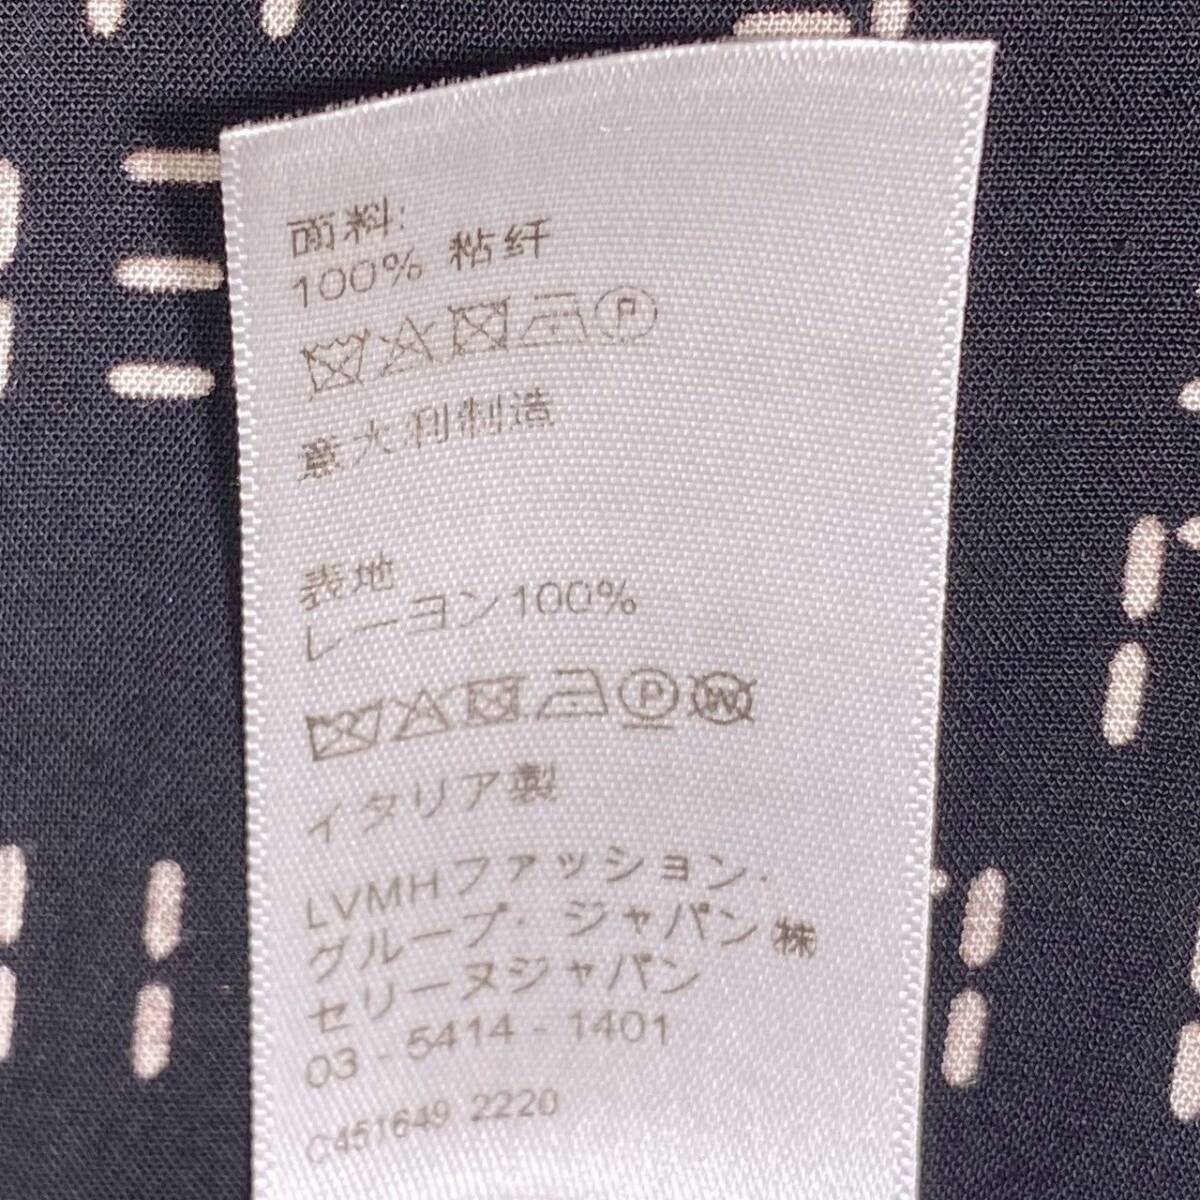 面料:
100% 粘纤
P
意大利制造
表地
レーヨン100%
P W
イタリア製
LVMHファッション・
グループ・ジャパン㈱
セリーヌジャパン
03 - 5414 - 1401
C451649 2220